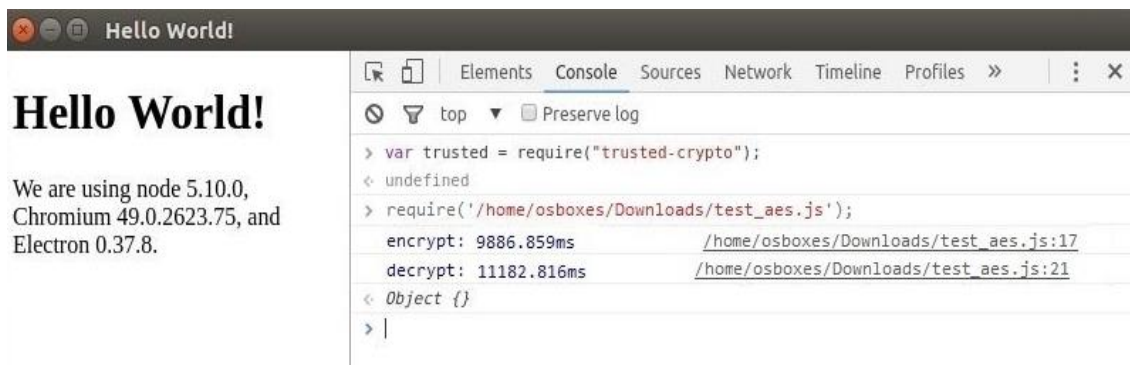 Hello World!
Hello World!
We are using node 5.10.0,
Chromium 49.0.2623.75, and
Electron 0.37.8.
Elements Console Sources Network Timeline Profiles »
top ▼ Preserve log
> var trusted = require("trusted-crypto");
< undefined
> require('/home/osboxes/Downloads/test_aes.js');
encrypt: 9886.859ms /home/osboxes/Downloads/test_aes.js:17
decrypt: 11182.816ms /home/osboxes/Downloads/test_aes.js:21
< Object {}
>